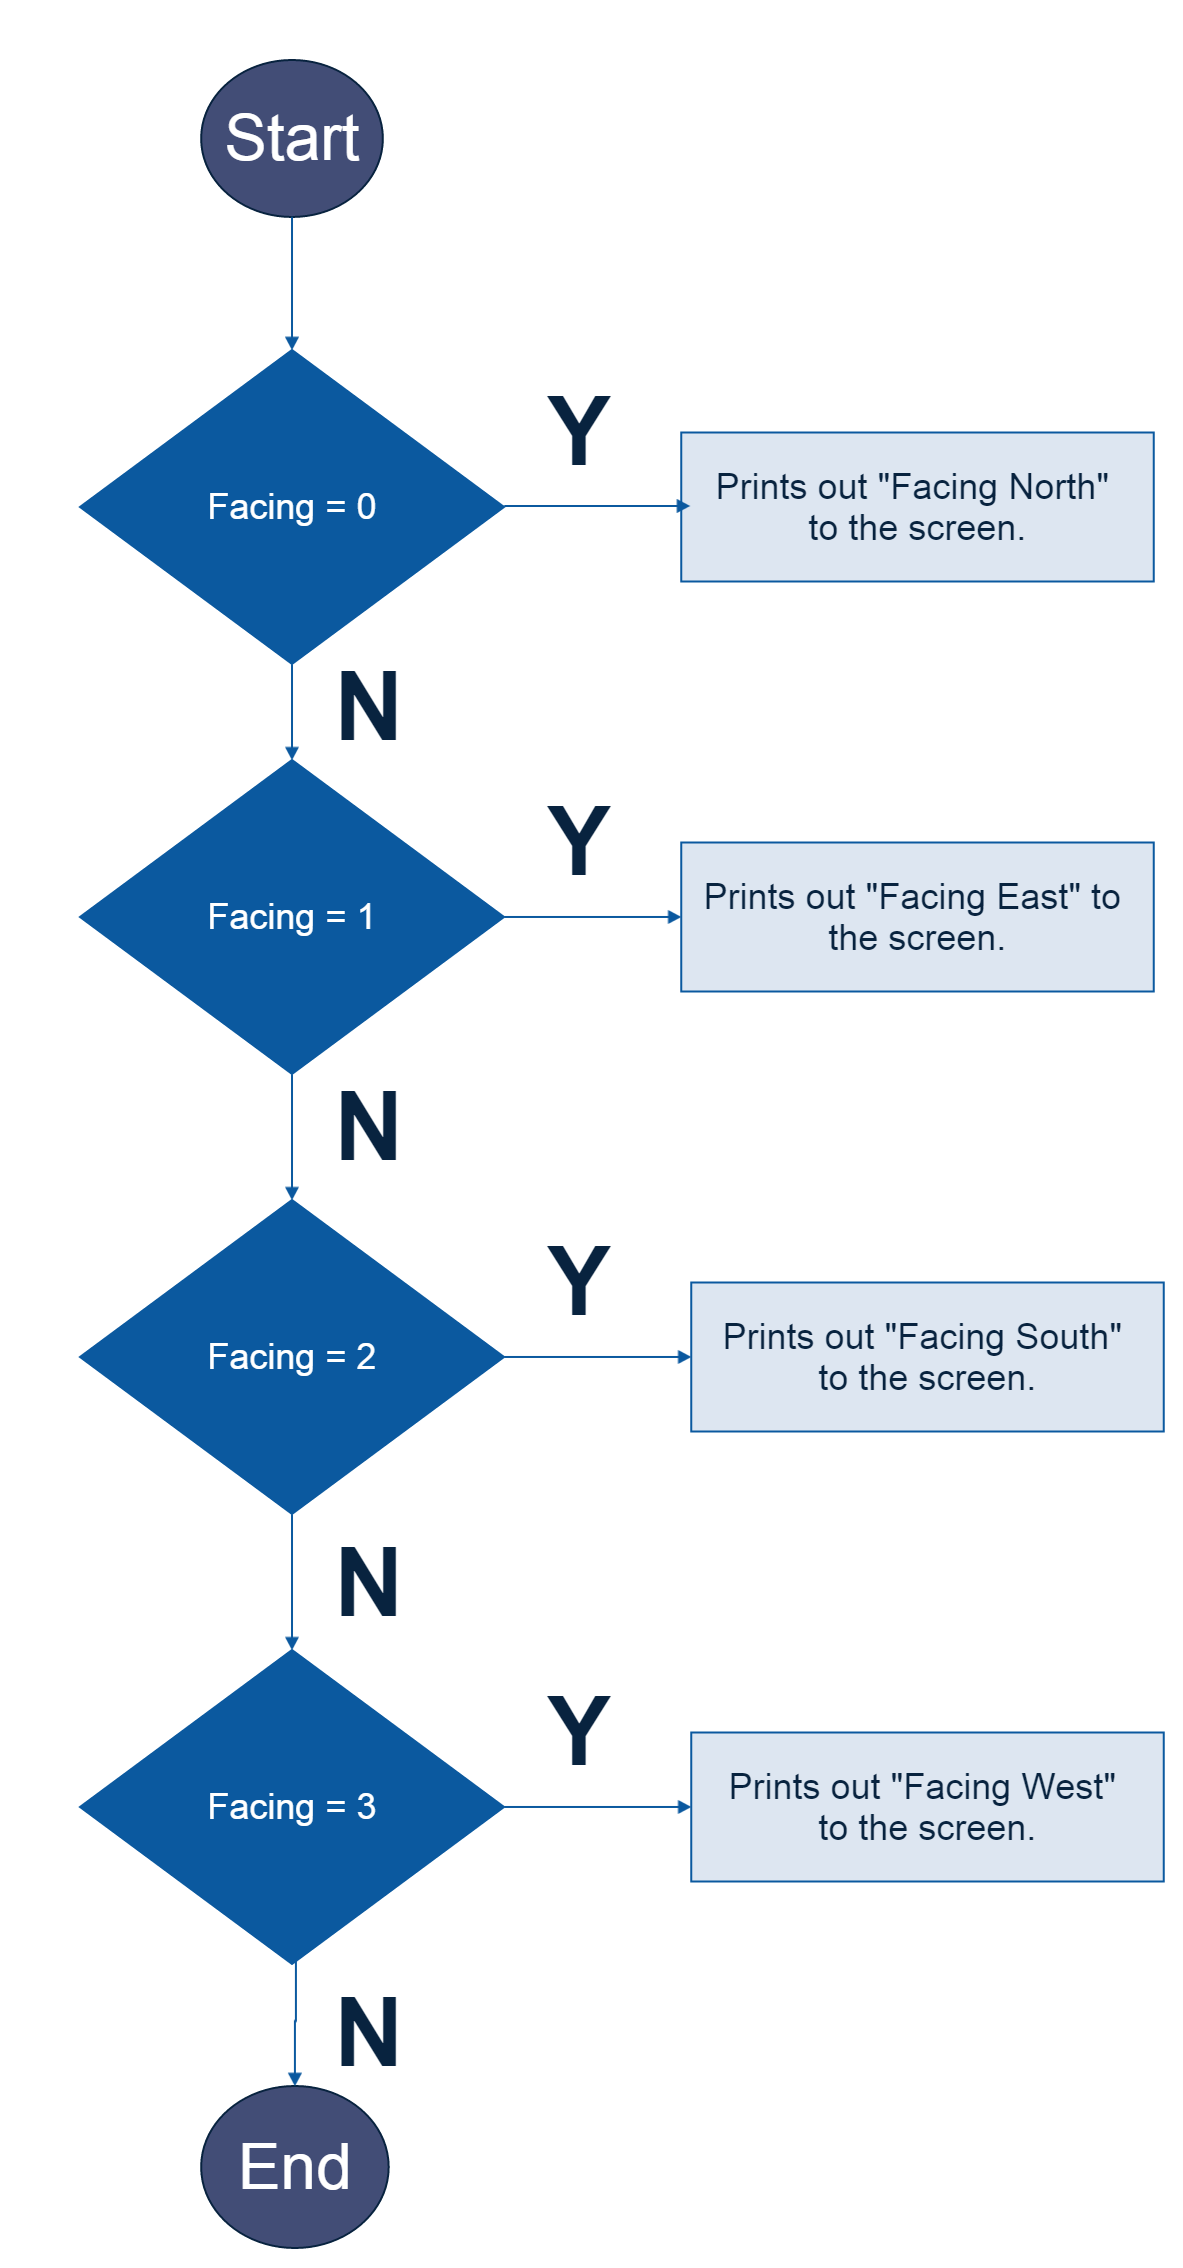 Start
Facing = 0
Y
Prints out "Facing North"
to the screen.
N
Facing = 1
Y
Prints out "Facing East" to
the screen.
N
Facing = 2
Y
Prints out "Facing South"
to the screen.
N
Facing = 3
Y
Prints out "Facing West"
to the screen.
N
End